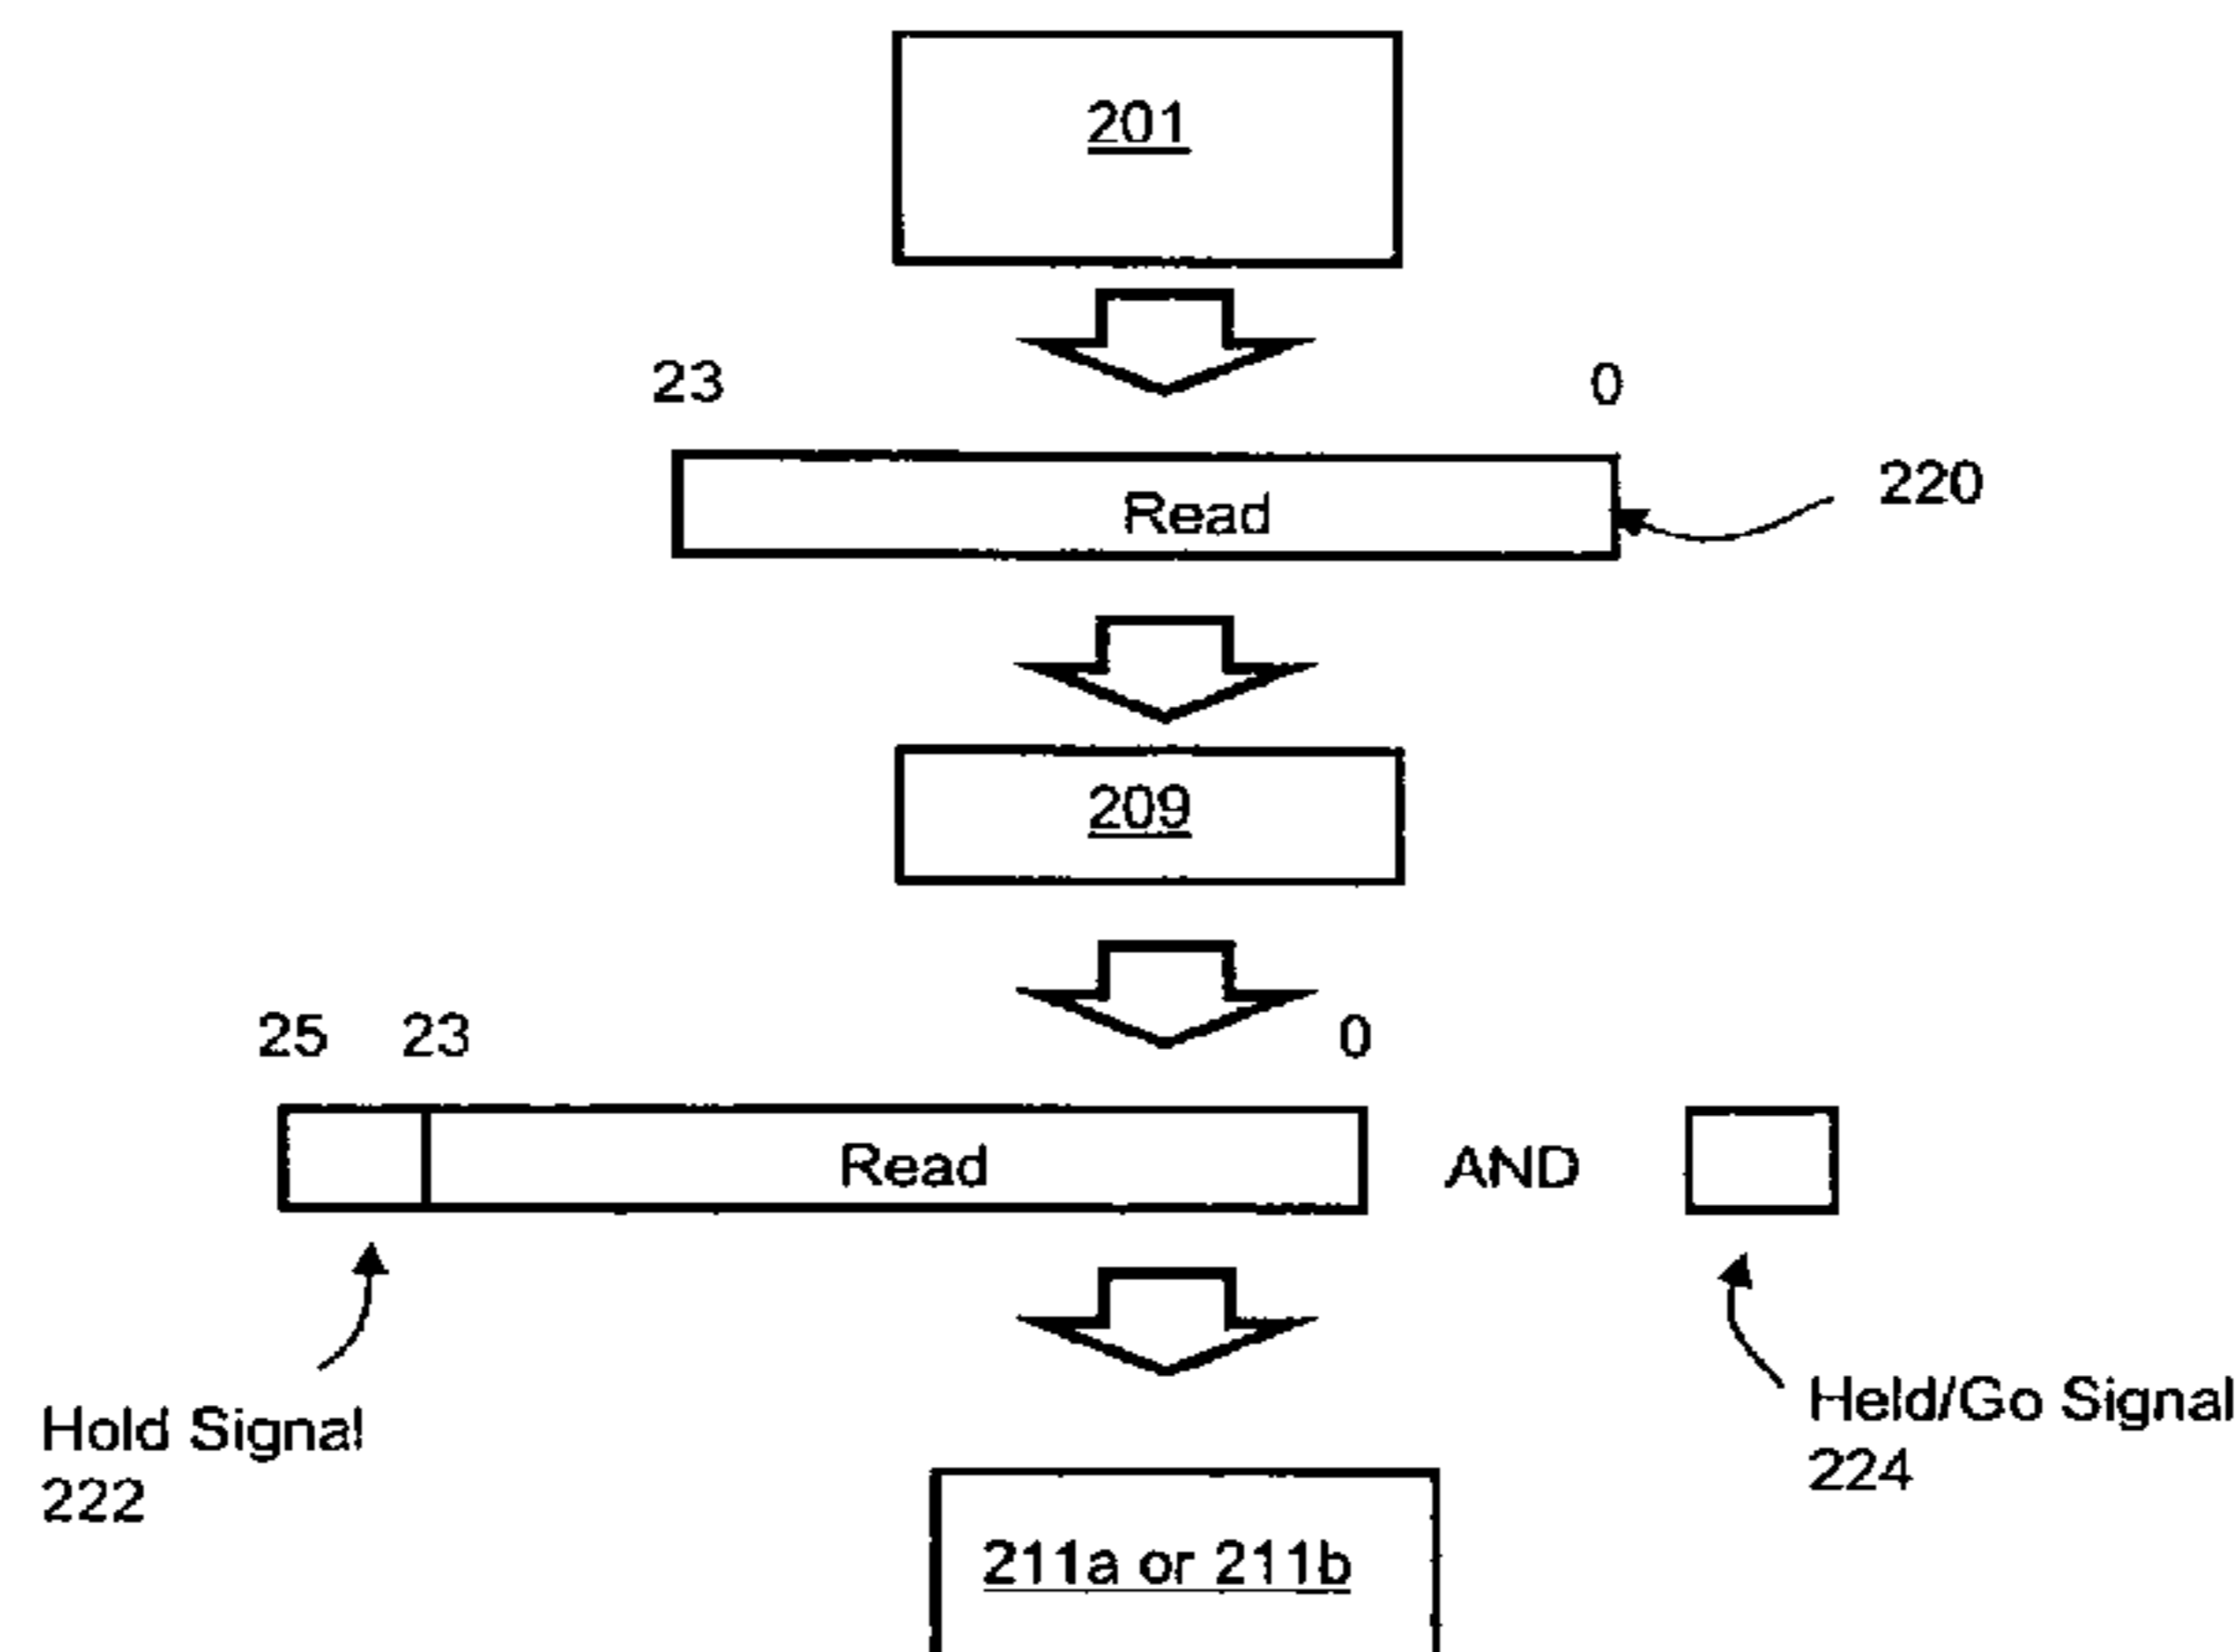 201
23 0
Read
220
209
25 23 0
Read AND
Hold Signal
222
Held/Go Signal
224
211a or 211b